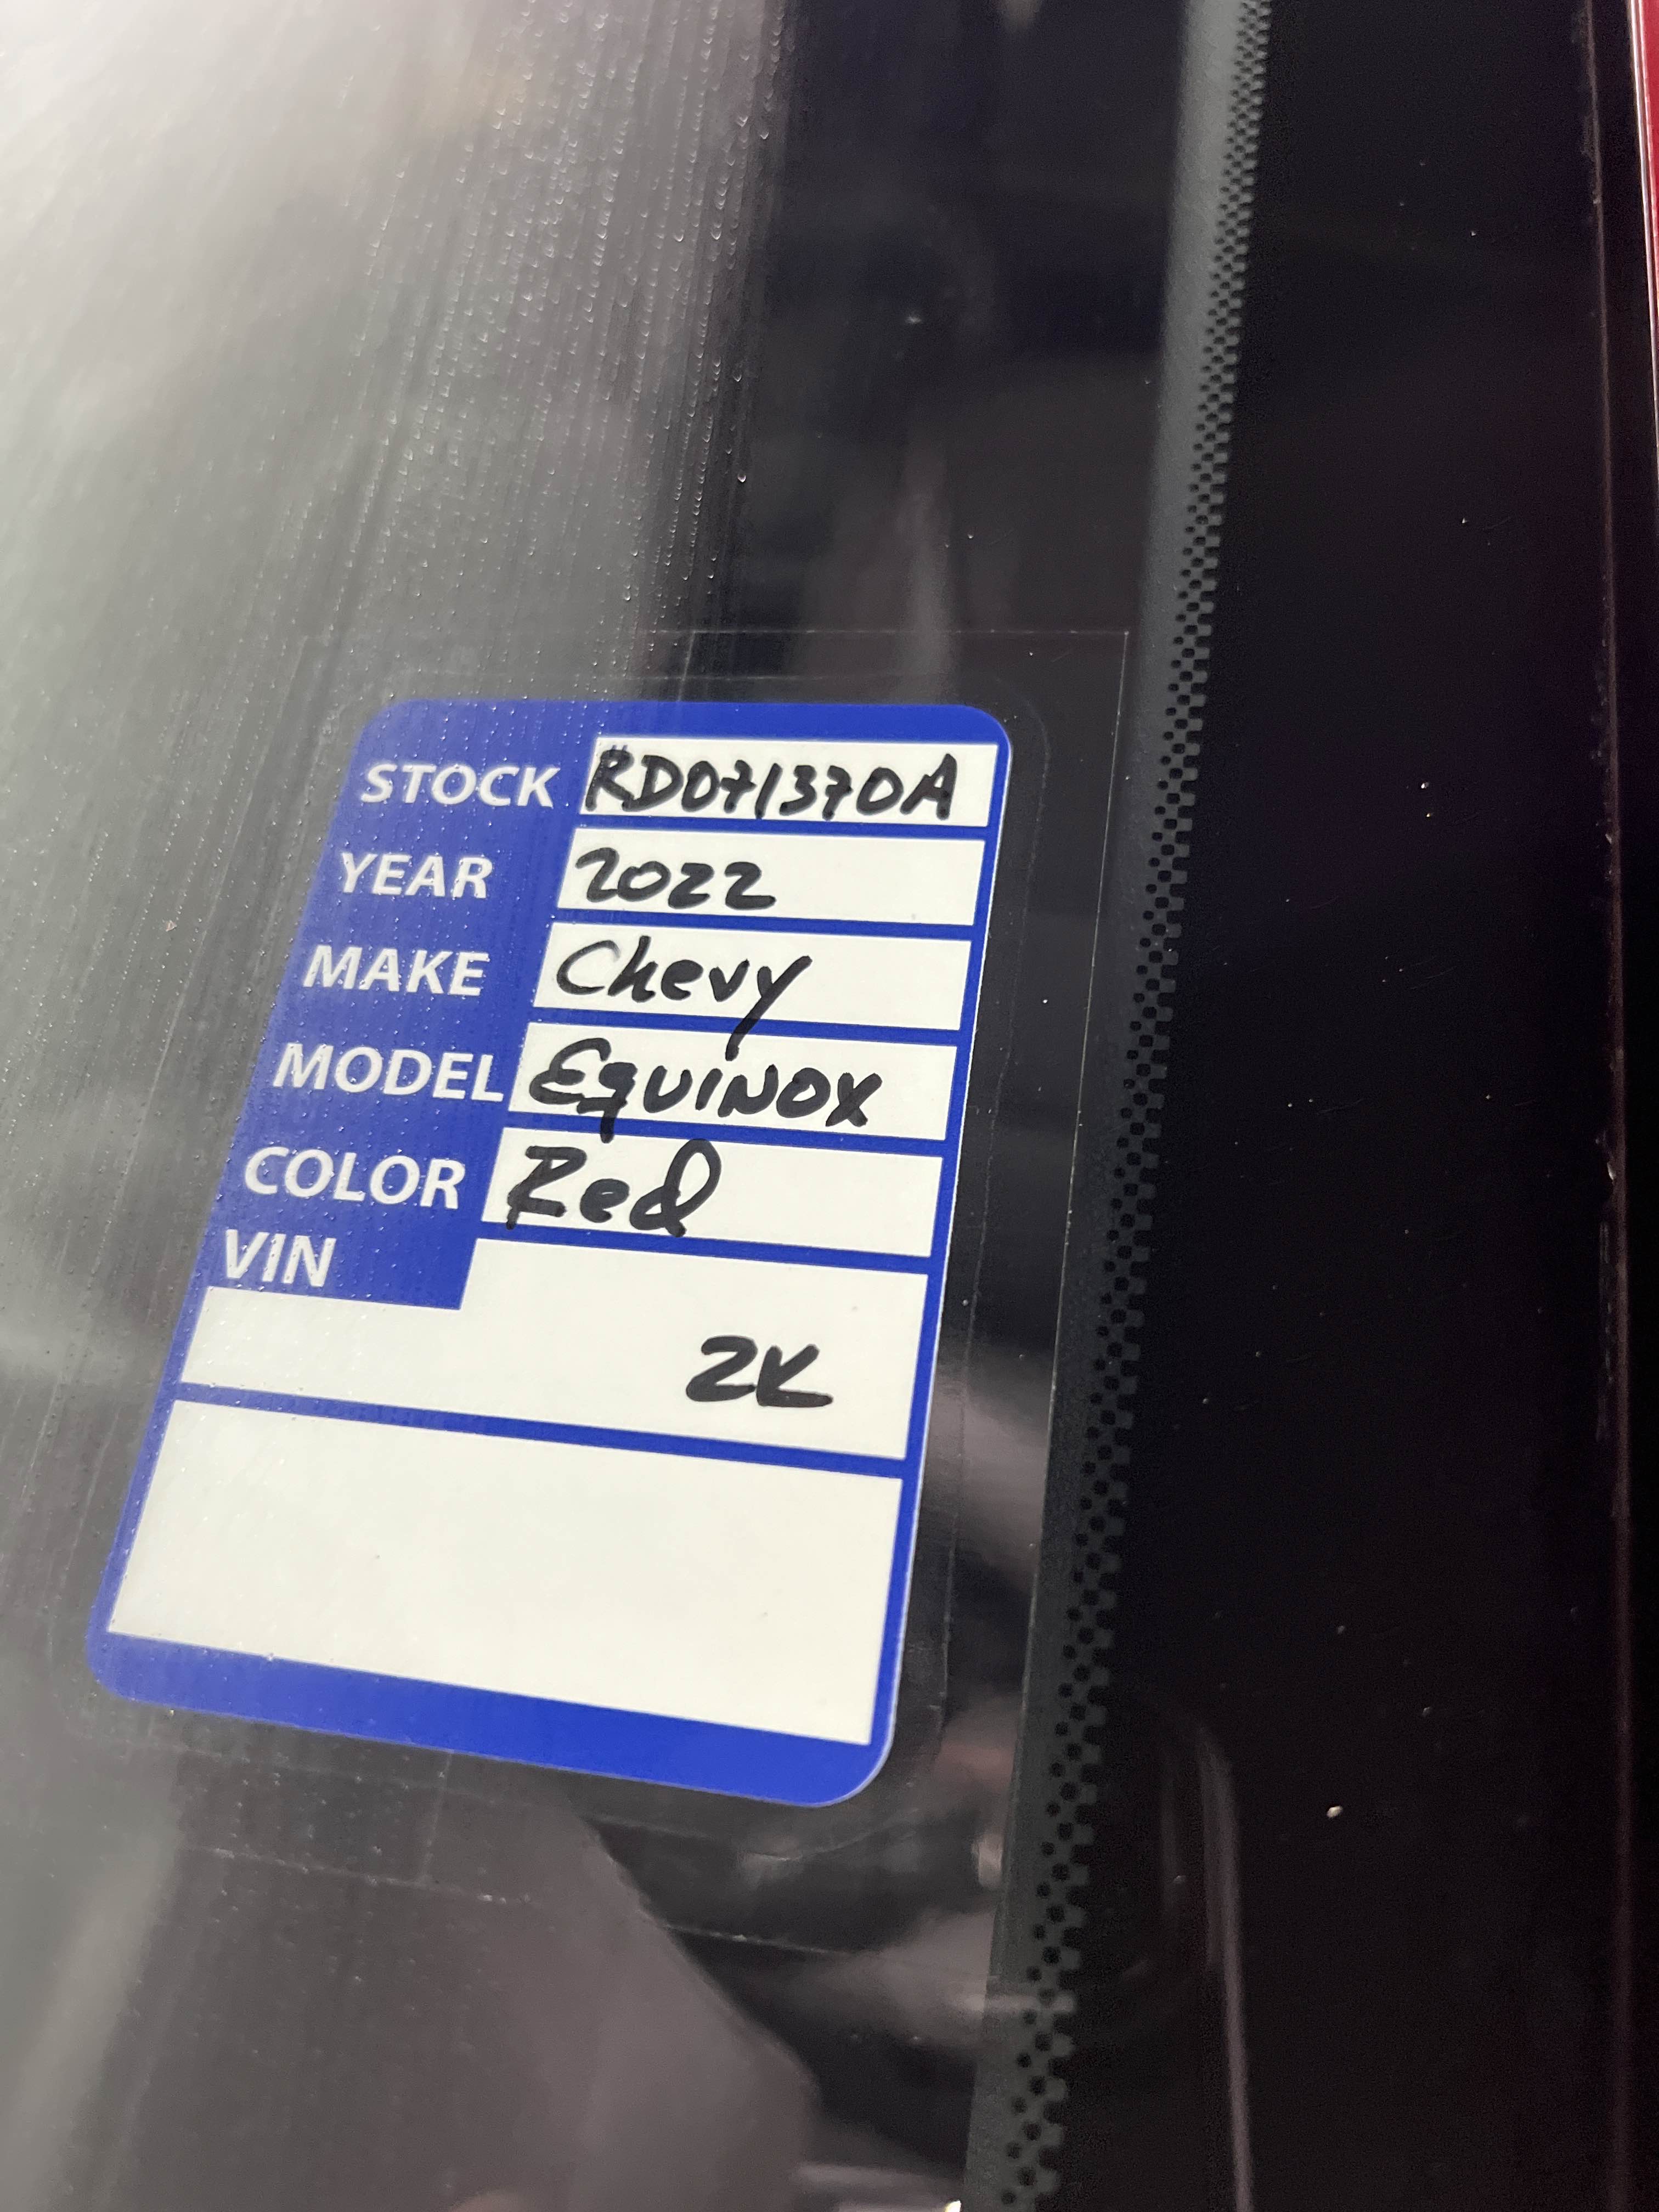 STOCK RD071370A
YEAR 2022
MAKE Chevy
MODEL EQUINOX
COLOR Red
VIN
2K